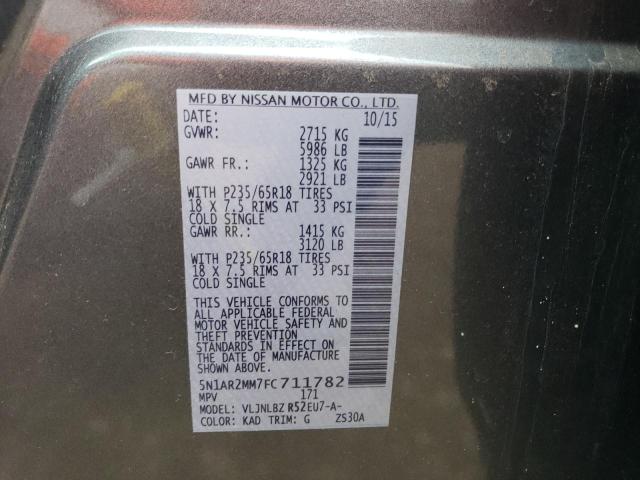 MFD BY NISSAN MOTOR CO., LTD.
DATE: 10/15
GVWR: 2715 KG
5986 LB
GAWR FR.: 1325 KG
2921 LB
WITH P235/65R18 TIRES
18 X 7.5 RIMS AT 33 PSI
COLD SINGLE
GAWR RR.: 1415 KG
3120 LB
WITH P235/65R18 TIRES
18 X 7.5 RIMS AT 33 PSI
COLD SINGLE
THIS VEHICLE CONFORMS TO
ALL APPLICABLE FEDERAL
MOTOR VEHICLE SAFETY AND
THEFT PREVENTION
STANDARDS IN EFFECT ON
THE DATE OF MANUFACTURE
SHOWN ABOVE.
5N1AR2MM7FC711782
MPV 171
MODEL: VLJNLBZ R52EU7-A-
COLOR: KAD TRIM: G ZS30A